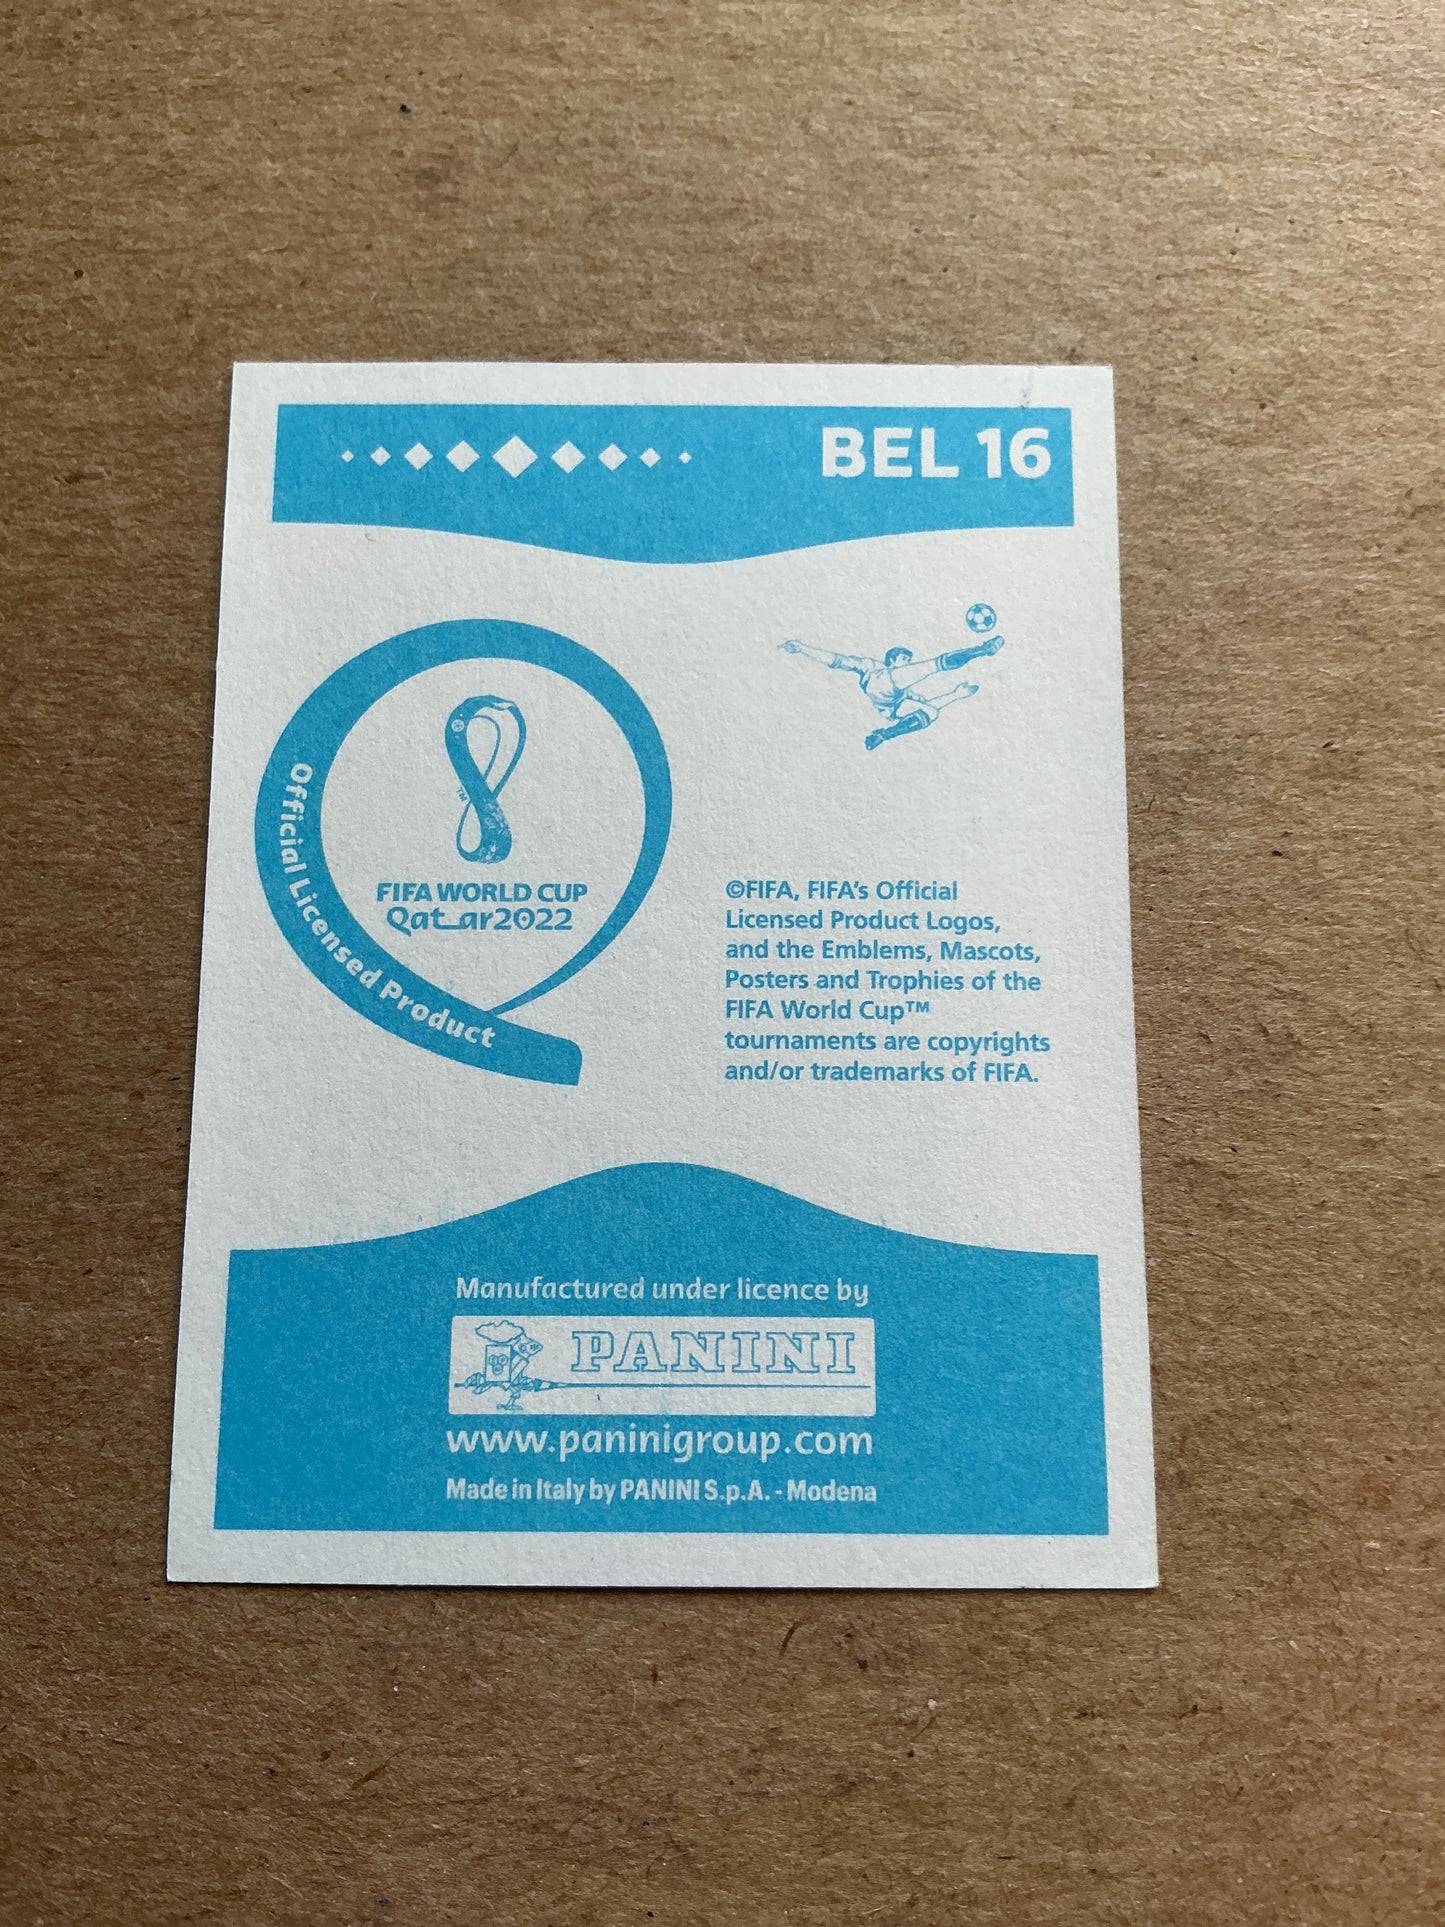 BEL 16
Official Licensed Product
TM
FIFA WORLD CUP
Qatar2022
©FIFA, FIFA's Official
Licensed Product Logos,
and the Emblems, Mascots,
Posters and Trophies of the
FIFA World Cup™
tournaments are copyrights
and/or trademarks of FIFA.
Manufactured under licence by
PANINI
www.paninigroup.com
Made in Italy by PANINI S.p.A. - Modena